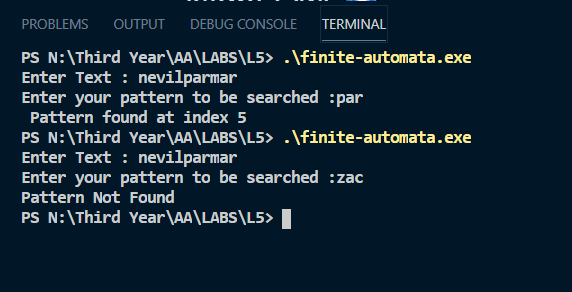 PROBLEMS OUTPUT DEBUG CONSOLE TERMINAL
PS N:\Third Year\AA\LABS\L5> .\finite-automata.exe
Enter Text : nevilparmar
Enter your pattern to be searched :par
 Pattern found at index 5
PS N:\Third Year\AA\LABS\L5> .\finite-automata.exe
Enter Text : nevilparmar
Enter your pattern to be searched :zac
Pattern Not Found
PS N:\Third Year\AA\LABS\L5>